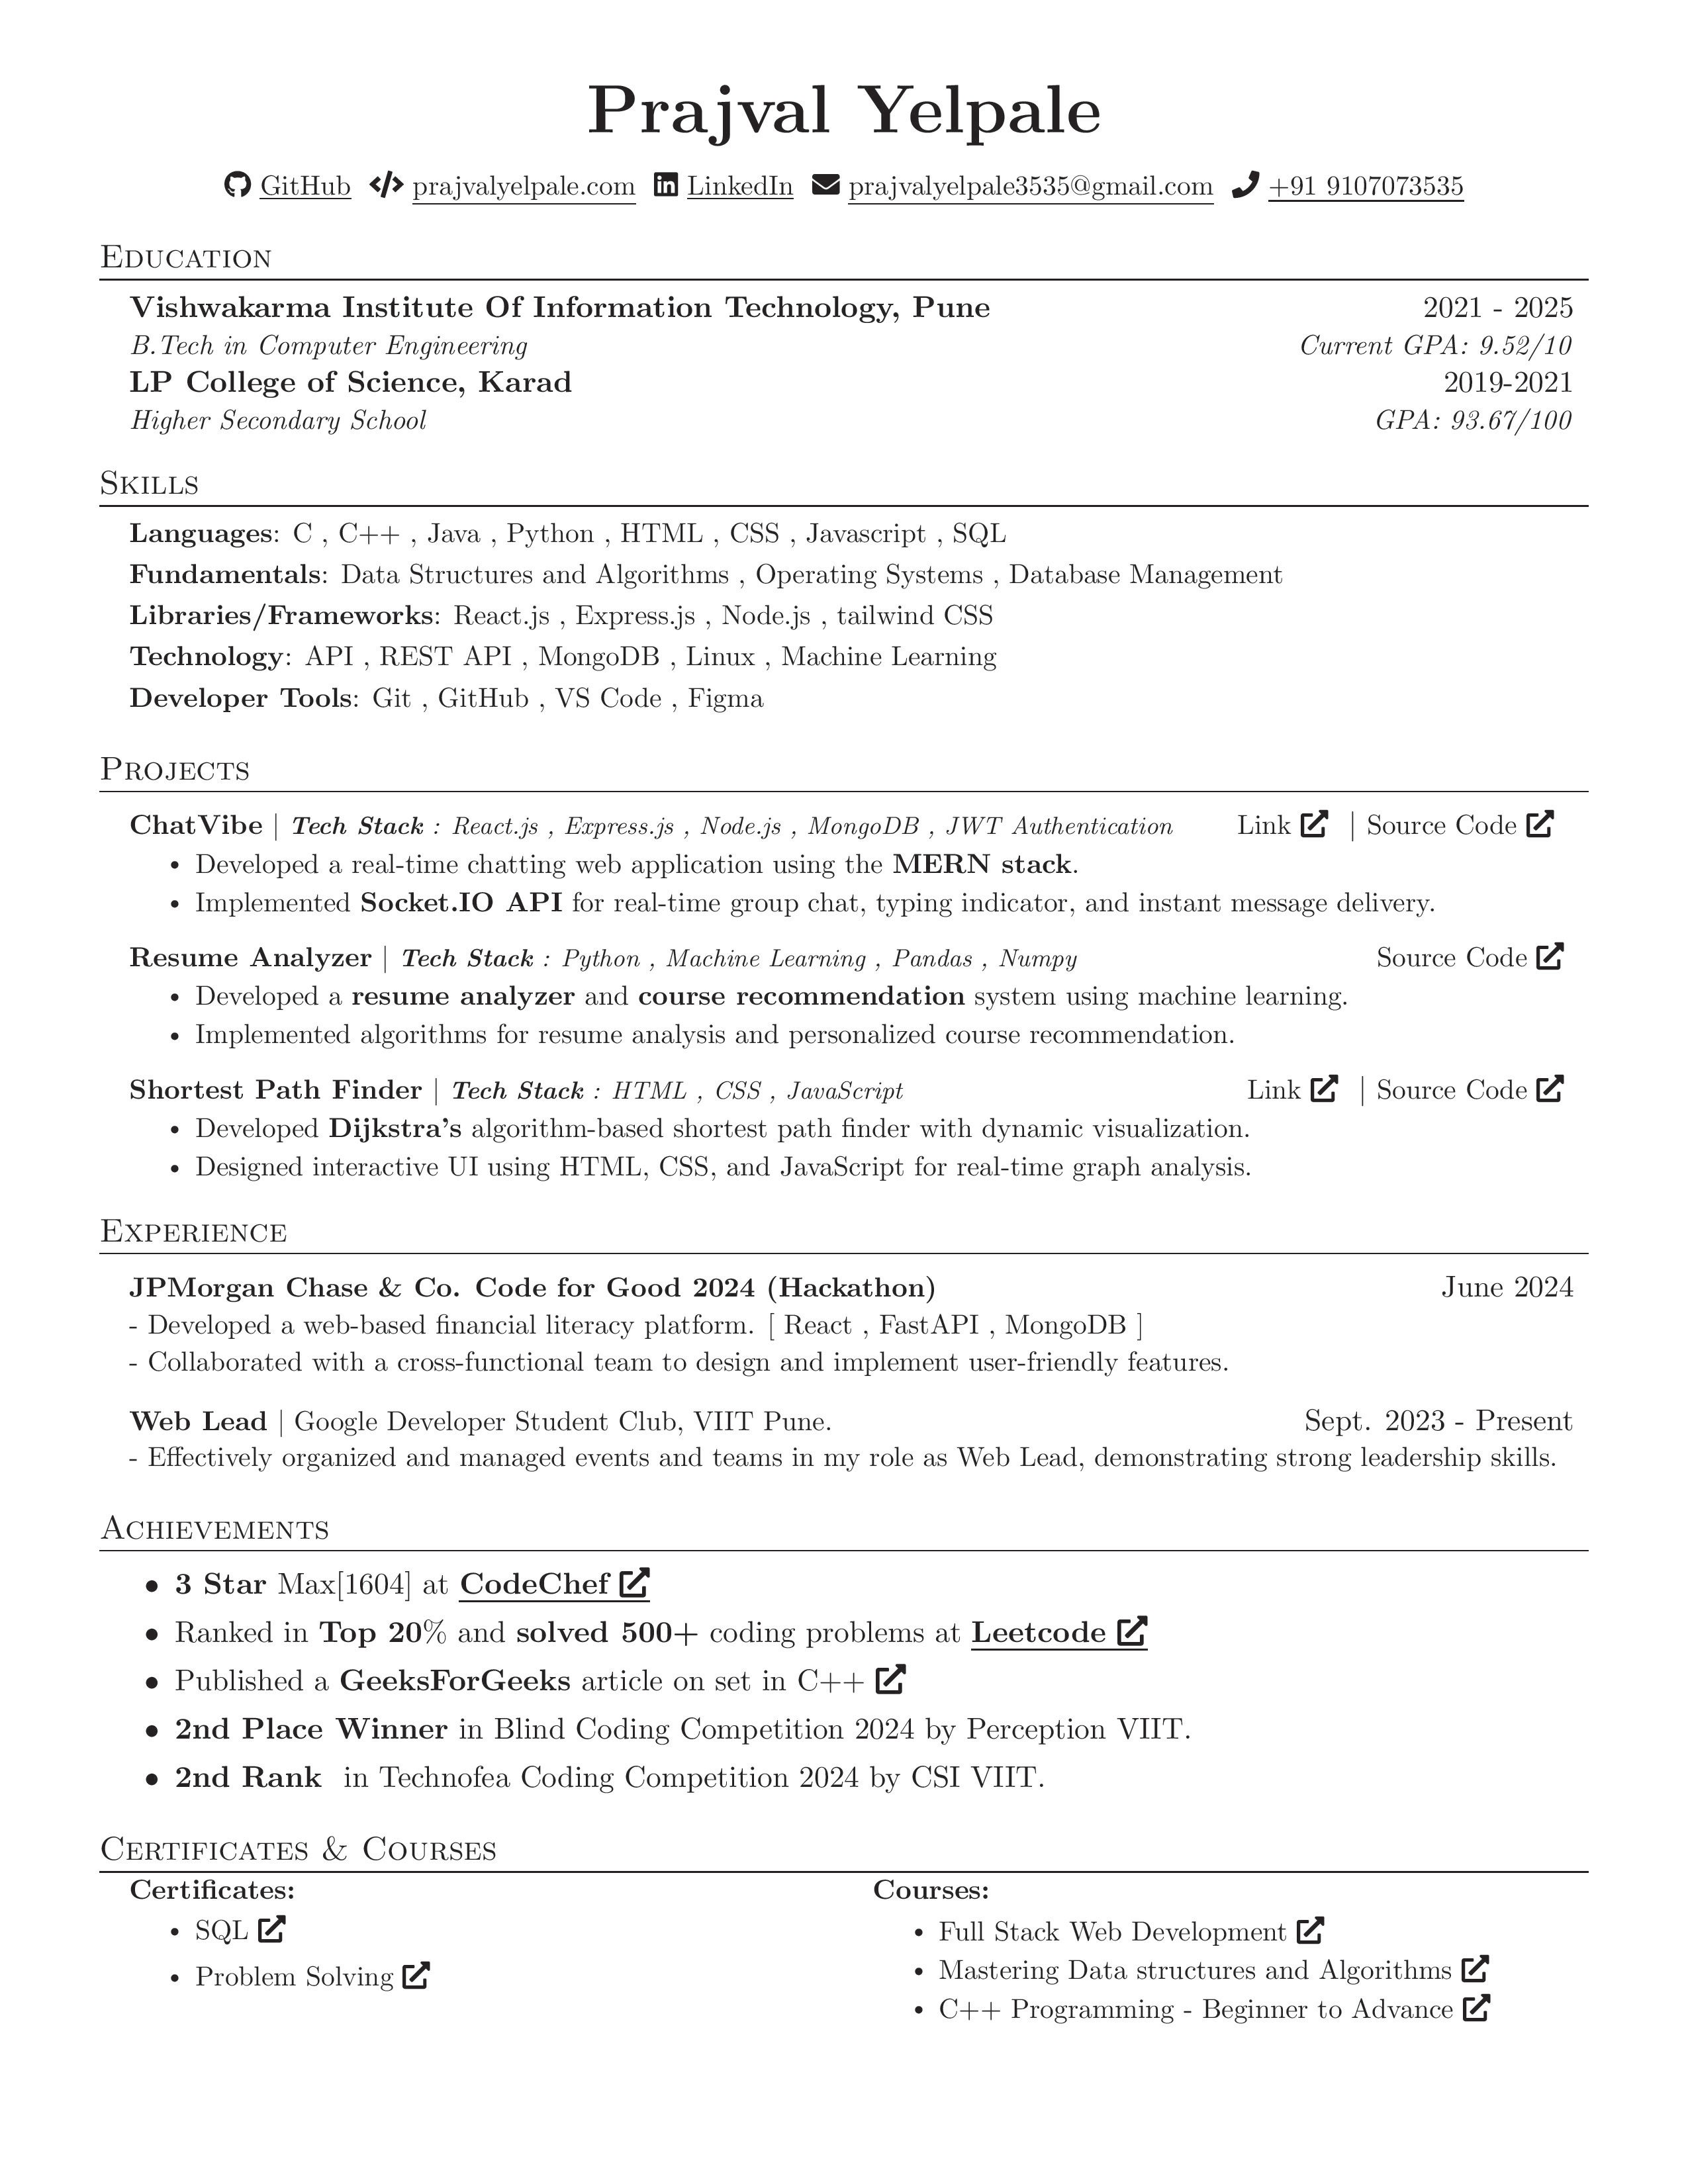 Prajval Yelpale
GitHub prajvalyelpale.com LinkedIn prajvalyelpale3535@gmail.com +91 9107073535
Education
Vishwakarma Institute Of Information Technology, Pune 2021 - 2025
B.Tech in Computer Engineering Current GPA: 9.52/10
LP College of Science, Karad 2019-2021
Higher Secondary School GPA: 93.67/100
Skills
Languages: C , C++ , Java , Python , HTML , CSS , Javascript , SQL
Fundamentals: Data Structures and Algorithms , Operating Systems , Database Management
Libraries/Frameworks: React.js , Express.js , Node.js , tailwind CSS
Technology: API , REST API , MongoDB , Linux , Machine Learning
Developer Tools: Git , GitHub , VS Code , Figma
Projects
ChatVibe | Tech Stack : React.js , Express.js , Node.js , MongoDB , JWT Authentication Link | Source Code
• Developed a real-time chatting web application using the MERN stack.
• Implemented Socket.IO API for real-time group chat, typing indicator, and instant message delivery.
Resume Analyzer | Tech Stack : Python , Machine Learning , Pandas , Numpy Source Code
• Developed a resume analyzer and course recommendation system using machine learning.
• Implemented algorithms for resume analysis and personalized course recommendation.
Shortest Path Finder | Tech Stack : HTML , CSS , JavaScript Link | Source Code
• Developed Dijkstra's algorithm-based shortest path finder with dynamic visualization.
• Designed interactive UI using HTML, CSS, and JavaScript for real-time graph analysis.
Experience
JPMorgan Chase & Co. Code for Good 2024 (Hackathon) June 2024
- Developed a web-based financial literacy platform. [ React , FastAPI , MongoDB ]
- Collaborated with a cross-functional team to design and implement user-friendly features.
Web Lead | Google Developer Student Club, VIIT Pune. Sept. 2023 - Present
- Effectively organized and managed events and teams in my role as Web Lead, demonstrating strong leadership skills.
Achievements
• 3 Star Max[1604] at CodeChef
• Ranked in Top 20% and solved 500+ coding problems at Leetcode
• Published a GeeksForGeeks article on set in C++
• 2nd Place Winner in Blind Coding Competition 2024 by Perception VIIT.
• 2nd Rank in Technofea Coding Competition 2024 by CSI VIIT.
Certificates & Courses
Certificates:
• SQL
• Problem Solving
Courses:
• Full Stack Web Development
• Mastering Data structures and Algorithms
• C++ Programming - Beginner to Advance